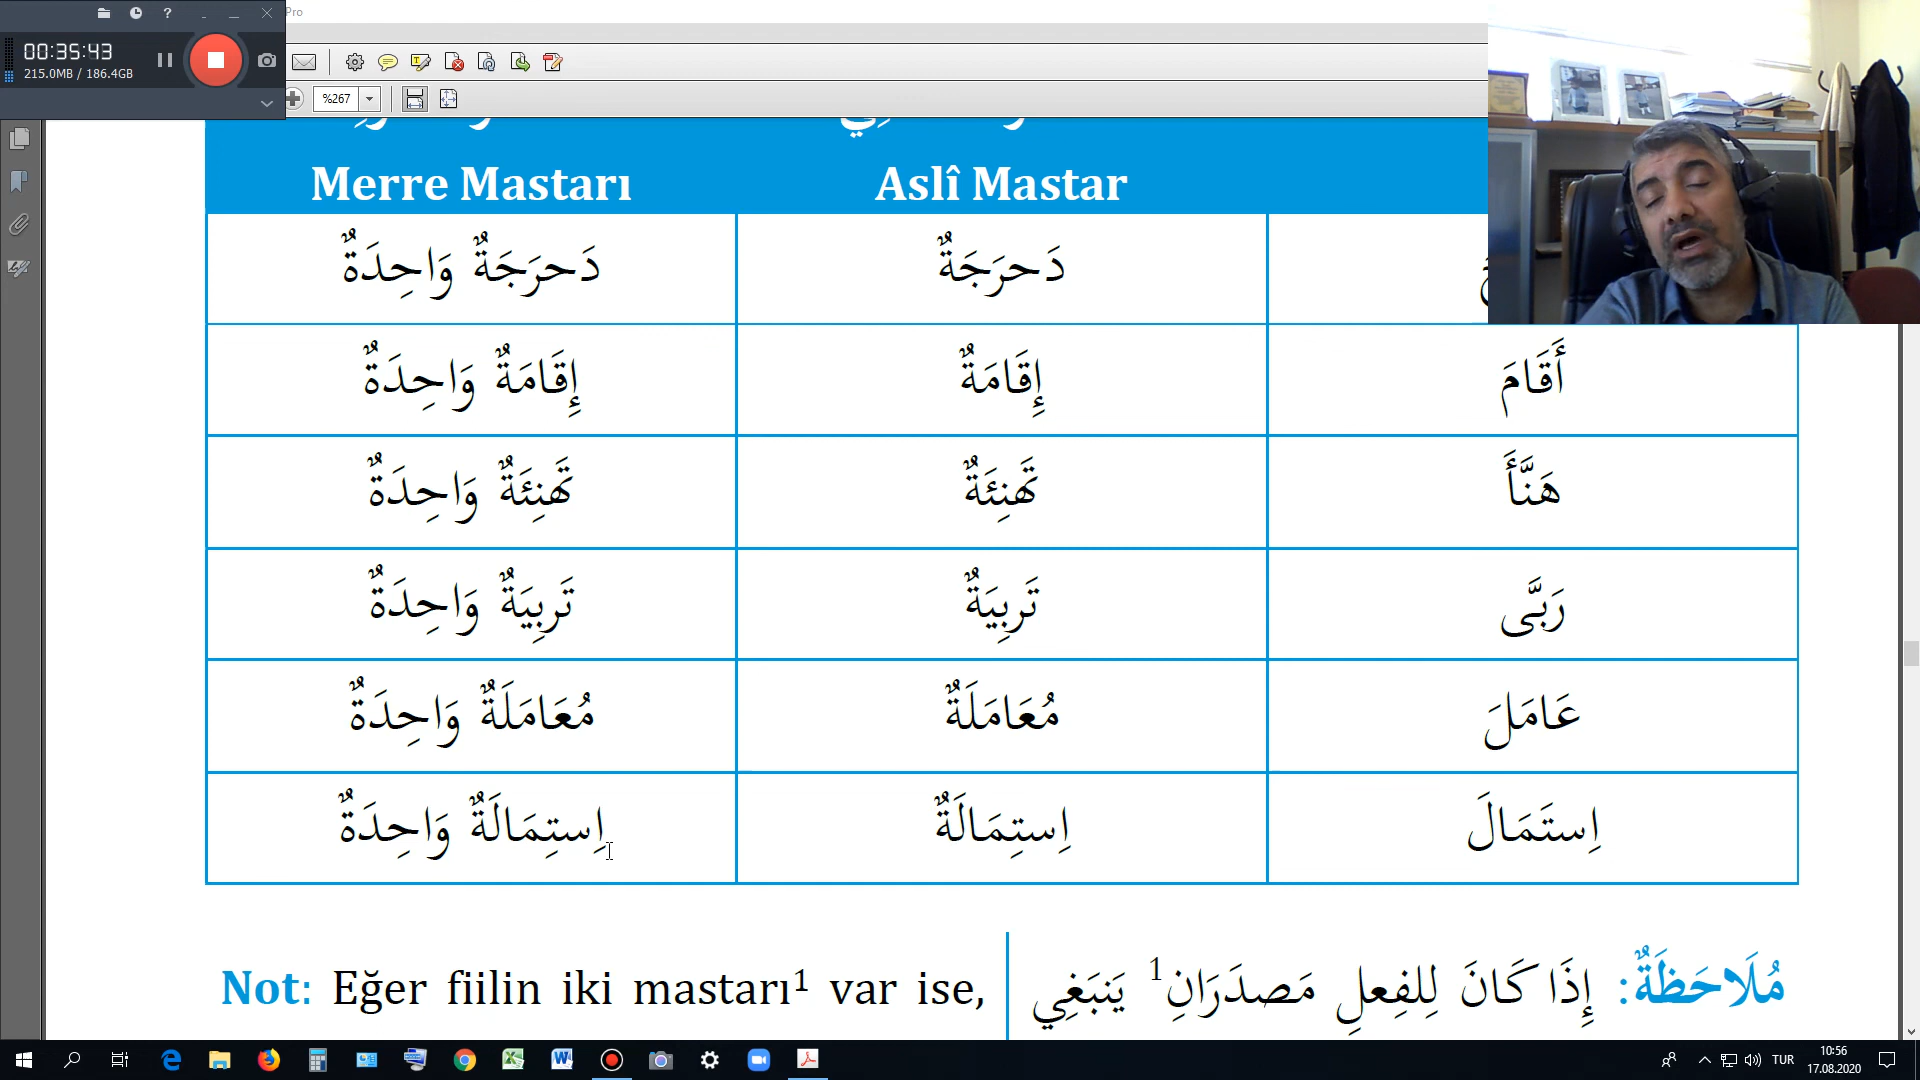 Pro
00:35:43
215.0MB / 186.4GB
%267
Merre Mastarı Aslî Mastar
دَحرَجَةٌ وَاحِدَةٌ دَحرَجَةٌ
أَقَامَ إِقَامَةٌ إِقَامَةٌ وَاحِدَةٌ
هَنَّأَ تَهنِئَةٌ تَهنِئَةٌ وَاحِدَةٌ
رَبَّى تَربِيَةٌ تَربِيَةٌ وَاحِدَةٌ
عَامَلَ مُعَامَلَةٌ مُعَامَلَةٌ وَاحِدَةٌ
اِستَمَالَ اِستِمَالَةٌ اِستِمَالَةٌ وَاحِدَةٌ
Not: Eğer fiilin iki mastarı¹ var ise,
مُلَاحَظَةٌ: إِذَا كَانَ لِلفِعلِ مَصدَرَانِ¹ يَنبَغِي
TUR
10:56
17.08.2020